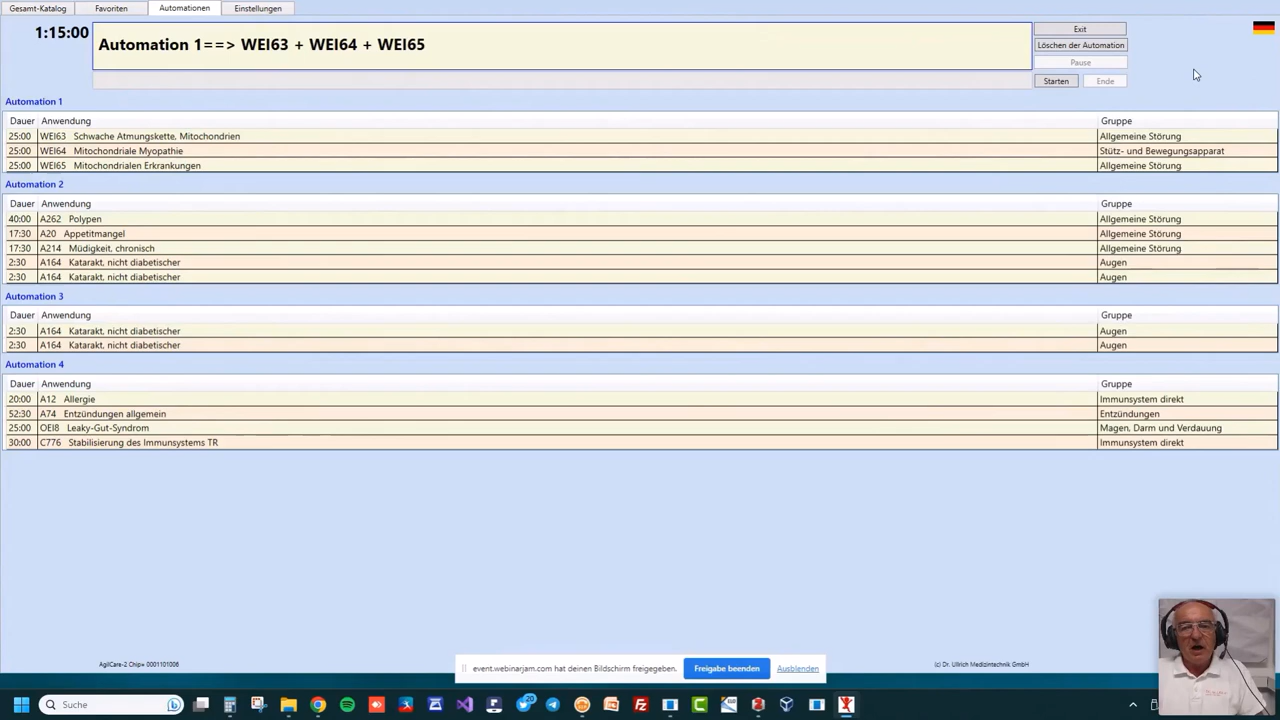 Gesamt-Katalog Favoriten Automationen Einstellungen
1:15:00
Automation 1==> WEI63 + WEI64 + WEI65
Exit
Löschen der Automation
Pause
Starten Ende
Automation 1
Dauer Anwendung Gruppe
25:00 WEI63 Schwache Atmungskette, Mitochondrien Allgemeine Störung
25:00 WEI64 Mitochondriale Myopathie Stütz- und Bewegungsapparat
25:00 WEI65 Mitochondrialen Erkrankungen Allgemeine Störung
Automation 2
Dauer Anwendung Gruppe
40:00 A262 Polypen Allgemeine Störung
17:30 A20 Appetitmangel Allgemeine Störung
17:30 A214 Müdigkeit, chronisch Allgemeine Störung
2:30 A164 Katarakt, nicht diabetischer Augen
2:30 A164 Katarakt, nicht diabetischer Augen
Automation 3
Dauer Anwendung Gruppe
2:30 A164 Katarakt, nicht diabetischer Augen
2:30 A164 Katarakt, nicht diabetischer Augen
Automation 4
Dauer Anwendung Gruppe
20:00 A12 Allergie Immunsystem direkt
52:30 A74 Entzündungen allgemein Entzündungen
25:00 OEI8 Leaky-Gut-Syndrom Magen, Darm und Verdauung
30:00 C776 Stabilisierung des Immunsystems TR Immunsystem direkt
AgilCare-2 Chip= 0001101006
event.webinarjam.com hat deinen Bildschirm freigegeben. Freigabe beenden Ausblenden
(c) Dr. Ullrich Medizintechnik GmbH
Suche